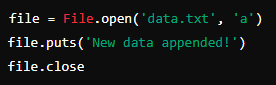 file = File.open('data.txt', 'a')
file.puts('New data appended!')
file.close